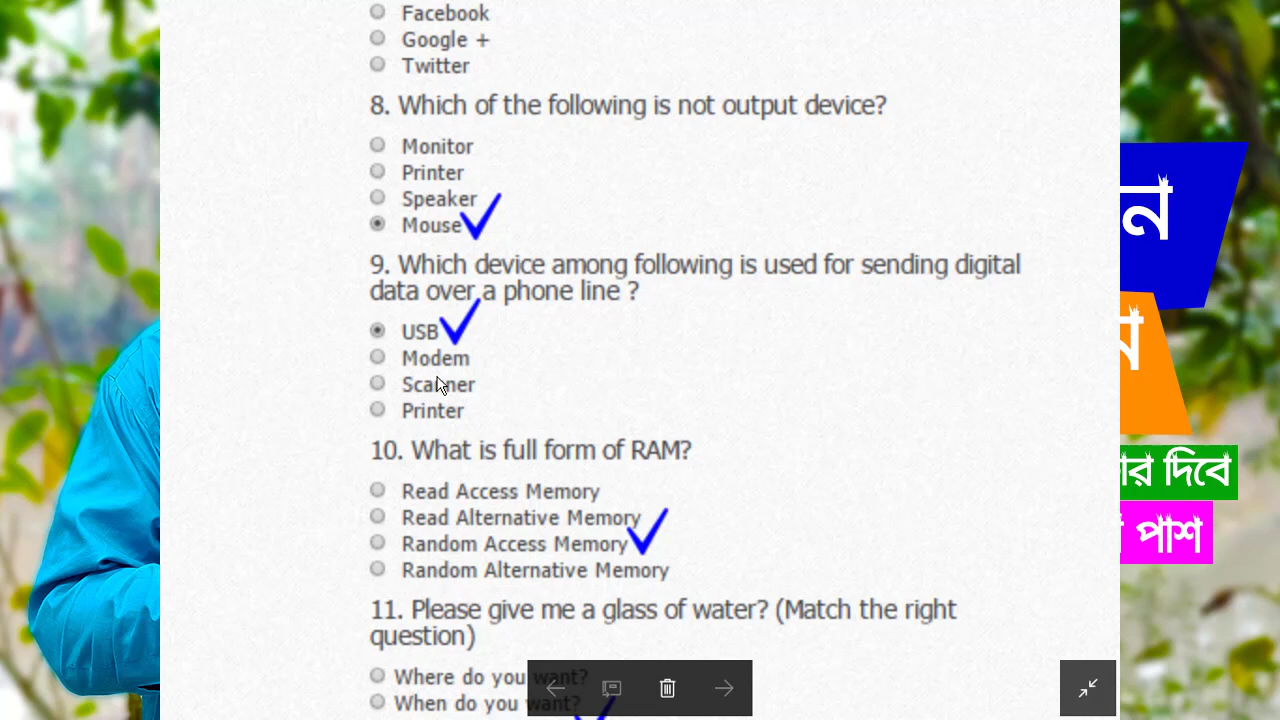 Facebook
Google +
Twitter
8. Which of the following is not output device?
Monitor
Printer
Speaker
Mouse
9. Which device among following is used for sending digital
data over a phone line ?
USB
Modem
Scanner
Printer
10. What is full form of RAM?
Read Access Memory
Read Alternative Memory
Random Access Memory
Random Alternative Memory
11. Please give me a glass of water? (Match the right
question)
Where do you want?
When do you want?
দিবে
পাশ